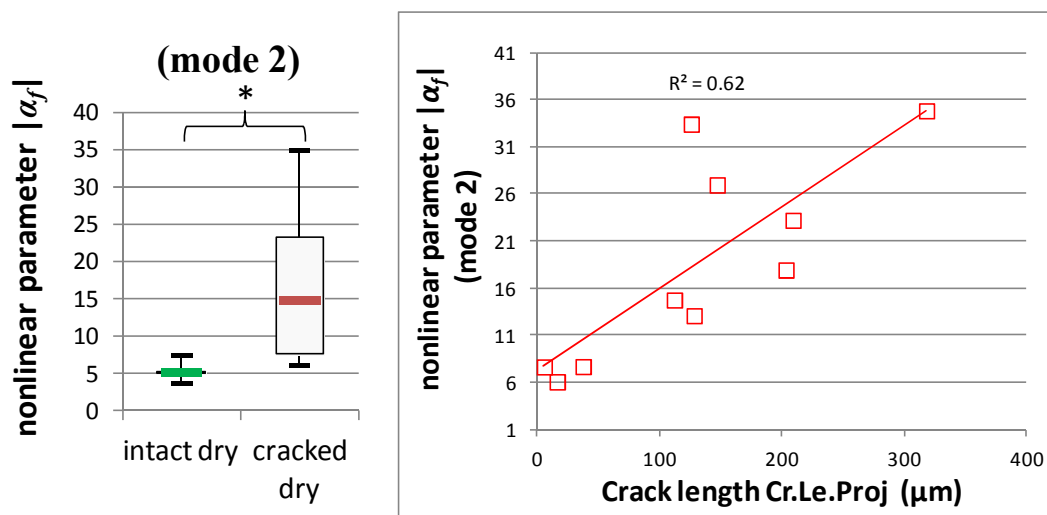 (mode 2)
*
nonlinear parameter |αf|
40
35
30
25
20
15
10
5
0
intact dry
cracked
dry
nonlinear parameter |αf|
(mode 2)
41
36
31
26
21
16
11
6
1
R² = 0.62
0 100 200 300 400
Crack length Cr.Le.Proj (μm)